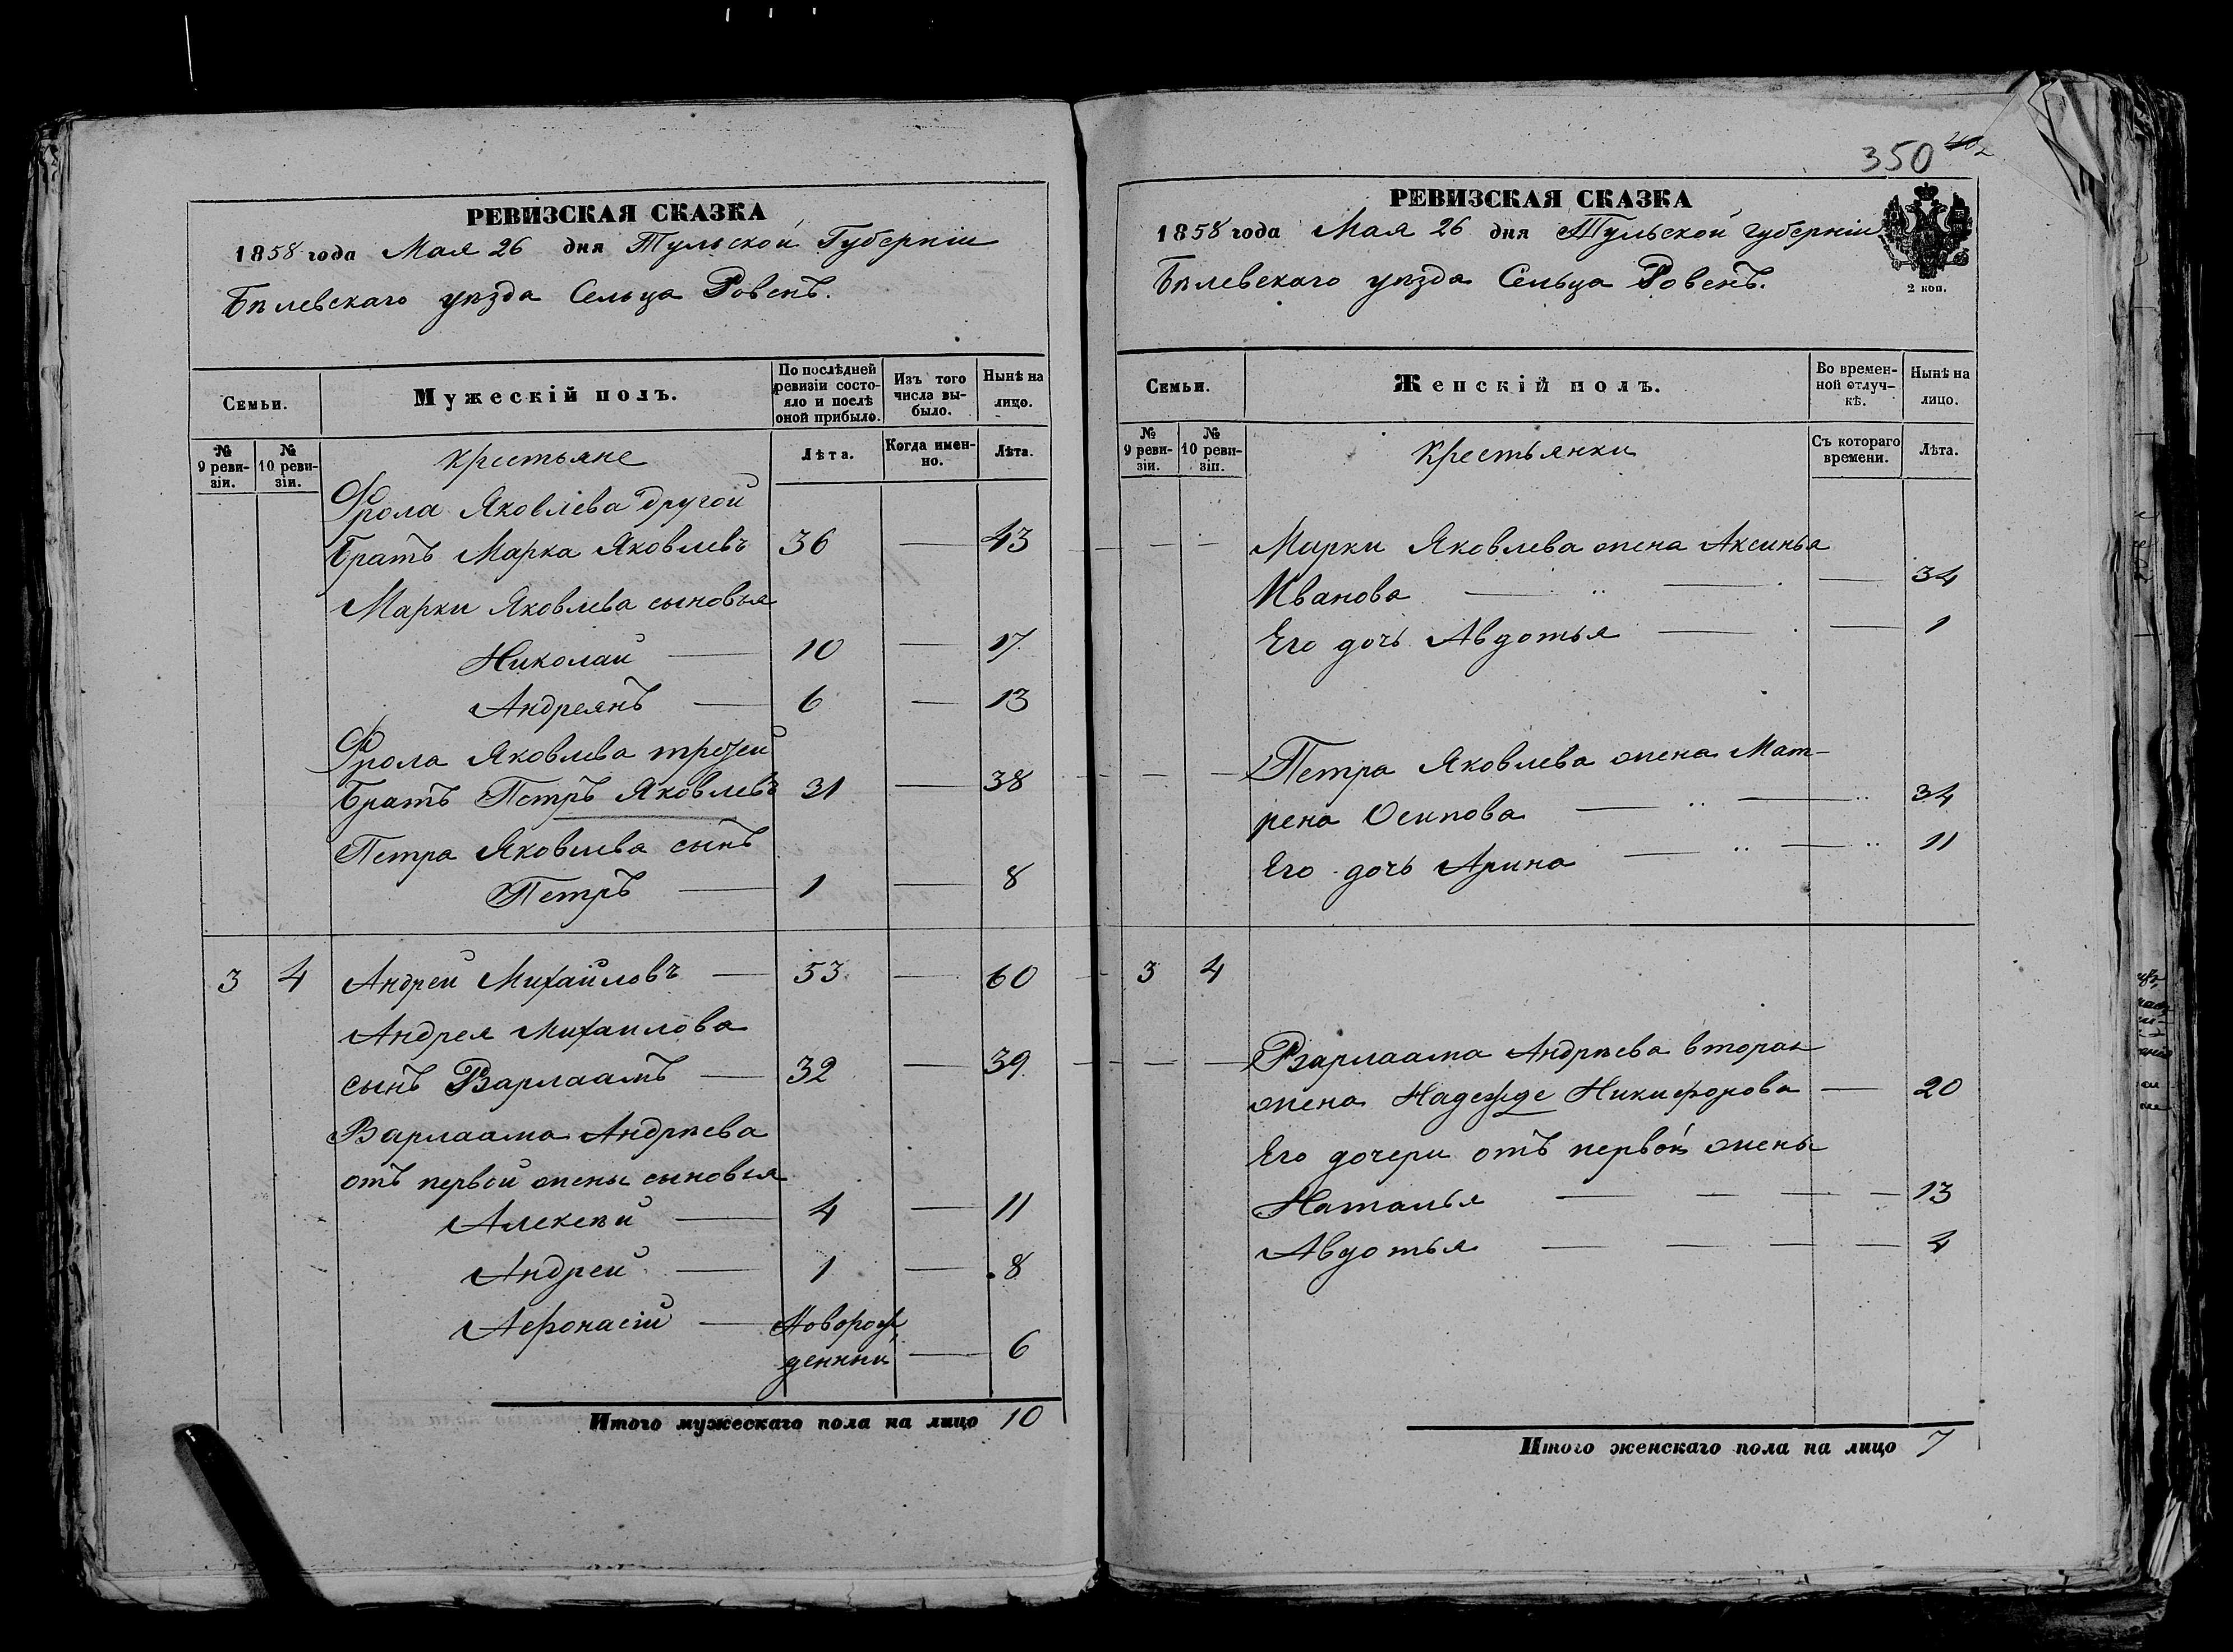 РЕВИЗСКАЯ СКАЗКА
1858 года Мая 26 дня Тульской Губерніи
Бѣлевскаго уѣзда Сельца Ровенъ.
Семьи.
Мужескій полъ.
По послѣдней ревизіи состояло и послѣ оной прибыло.
Изъ того числа выбыло.
Нынѣ на лицо.
№ 9 ревизіи.
№ 10 ревизіи.
Крестьяне
Лѣта.
Когда именно.
Лѣта.
Фрола Яковлева другой
братъ Марка Яковлевъ 36 — 43
Марки Яковлева сыновья
Николай — 10 — 17
Андреянъ — 6 — 13
Фрола Яковлева третей
братъ Петръ Яковлевъ 31 — 38
Петра Яковлева сынъ
Петръ — 1 — 8
3 4 Андрей Михайловъ — 53 — 60
Андрея Михайлова
сынъ Варлаамъ — 32 — 39
Варлаама Андрѣева
отъ первой жены сыновья
Алексѣй — 4 — 11
Андрей — 1 — 8
Афонасій —Новорож
денный — 6
Итого мужескаго пола на лицо 10
350
РЕВИЗСКАЯ СКАЗКА
1858 года Мая 26 дня Тульской губерніи
Бѣлевскаго уѣзда Сельца Ровенъ.
2 коп.
Семьи.
Женскій полъ.
Во временной отлучкѣ.
Нынѣ на лицо.
№ 9 ревизіи.
№ 10 ревизіи.
Крестьянки
Съ котораго времени.
Лѣта.
Марки Яковлева жена Аксинья
Иванова — — — 34
Его дочь Авдотья — — 1
Петра Яковлева жена Мат-
рена Осипова — — 34
Его дочь Арина — — 11
3 4
Варлаама Андрѣева вторая
жена Надежде Никифорова — 20
Его дочери отъ первой жены
Наталья — — — — 13
Авдотья — — — — 4
Итого женскаго пола на лицо 7